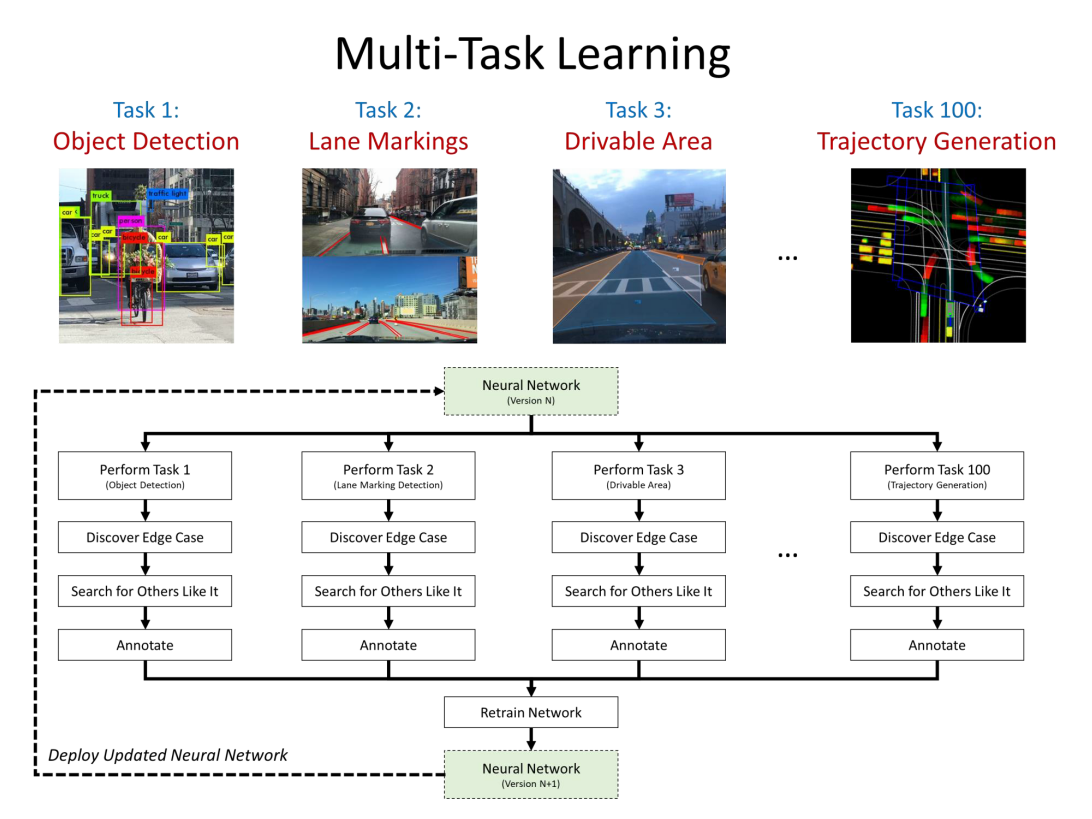 Multi-Task Learning
Task 1:
Object Detection
Task 2:
Lane Markings
Task 3:
Drivable Area
Task 100:
Trajectory Generation
truck
traffic light
car
person
car
car
bicycle
car
car
car
bicycle
...
Neural Network
(Version N)
Perform Task 1
(Object Detection)
Perform Task 2
(Lane Marking Detection)
Perform Task 3
(Drivable Area)
Perform Task 100
(Trajectory Generation)
Discover Edge Case
Discover Edge Case
Discover Edge Case
...
Discover Edge Case
Search for Others Like It
Search for Others Like It
Search for Others Like It
Search for Others Like It
Annotate
Annotate
Annotate
Annotate
Retrain Network
Deploy Updated Neural Network
Neural Network
(Version N+1)